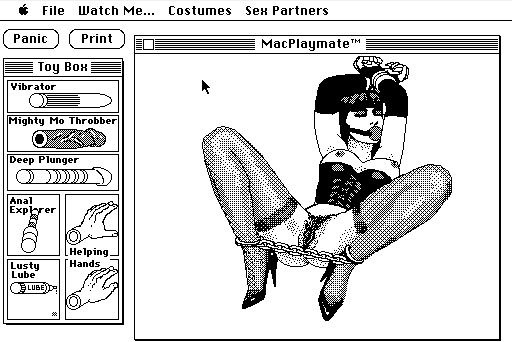 File Watch Me... Costumes Sex Partners
Panic Print
MacPlaymate™
Toy Box
Vibrator
Mighty Mo Throbber
Deep Plunger
Anal
Explorer
Helping
Hands
Lusty
Lube
LUBE